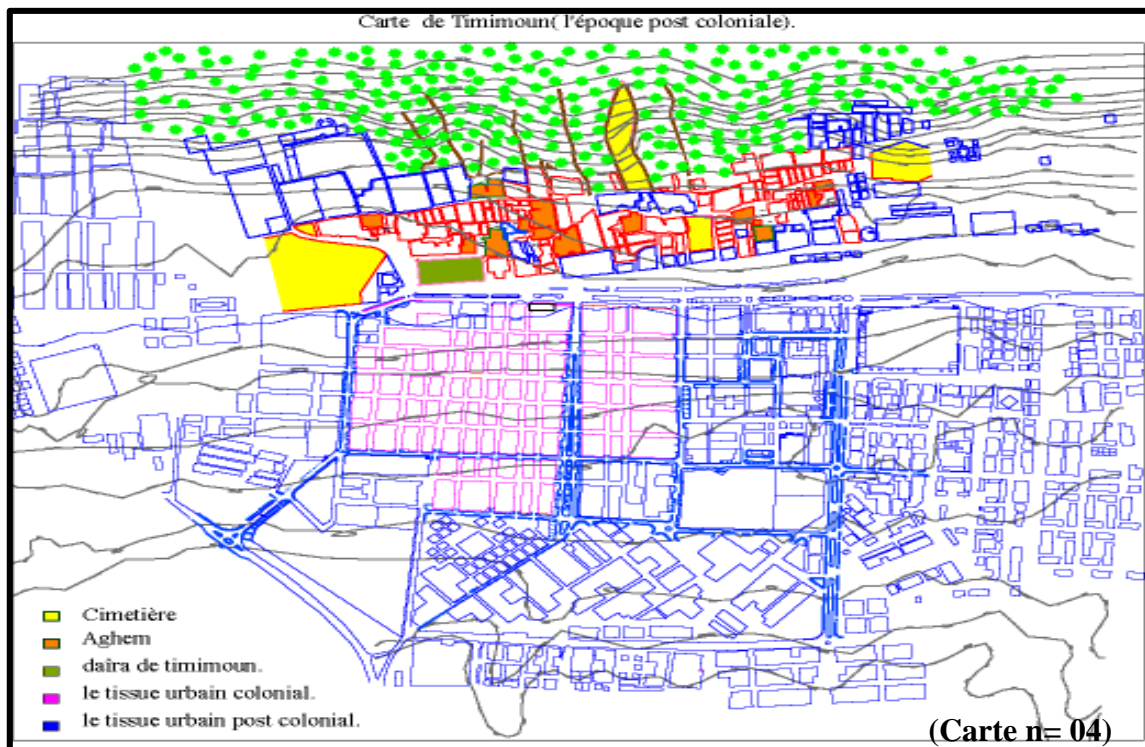 Carte de Timimoun( l'époque post coloniale).
Cimetière
Aghem
daîra de timimoun.
le tissue urbain colonial.
le tissue urbain post colonial.
(Carte n= 04)